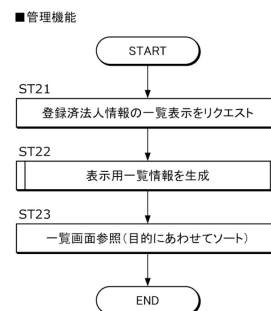 ■管理機能
START
ST21
登録済法人情報の一覧表示をリクエスト
ST22
表示用一覧情報を生成
ST23
一覧画面参照(目的にあわせてソート)
END